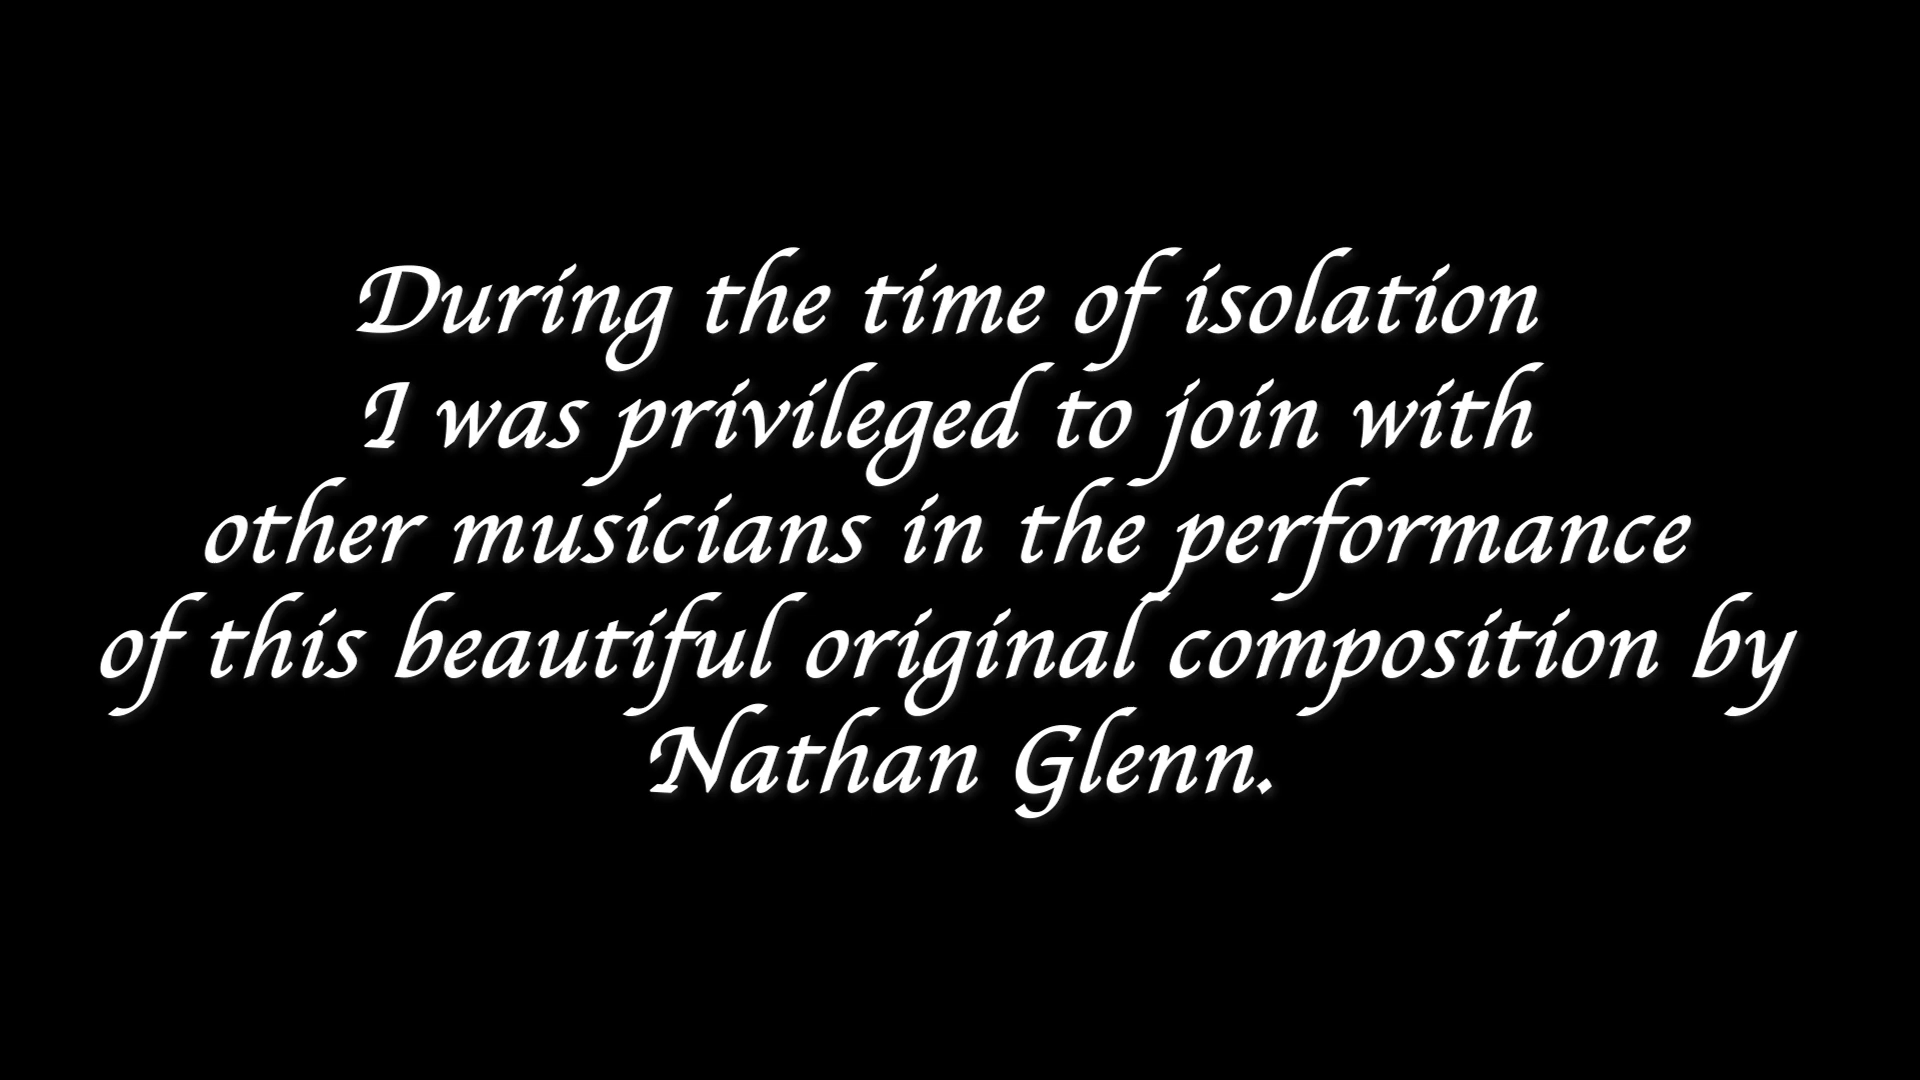 During the time of isolation
I was privileged to join with
other musicians in the performance
of this beautiful original composition by
Nathan Glenn.